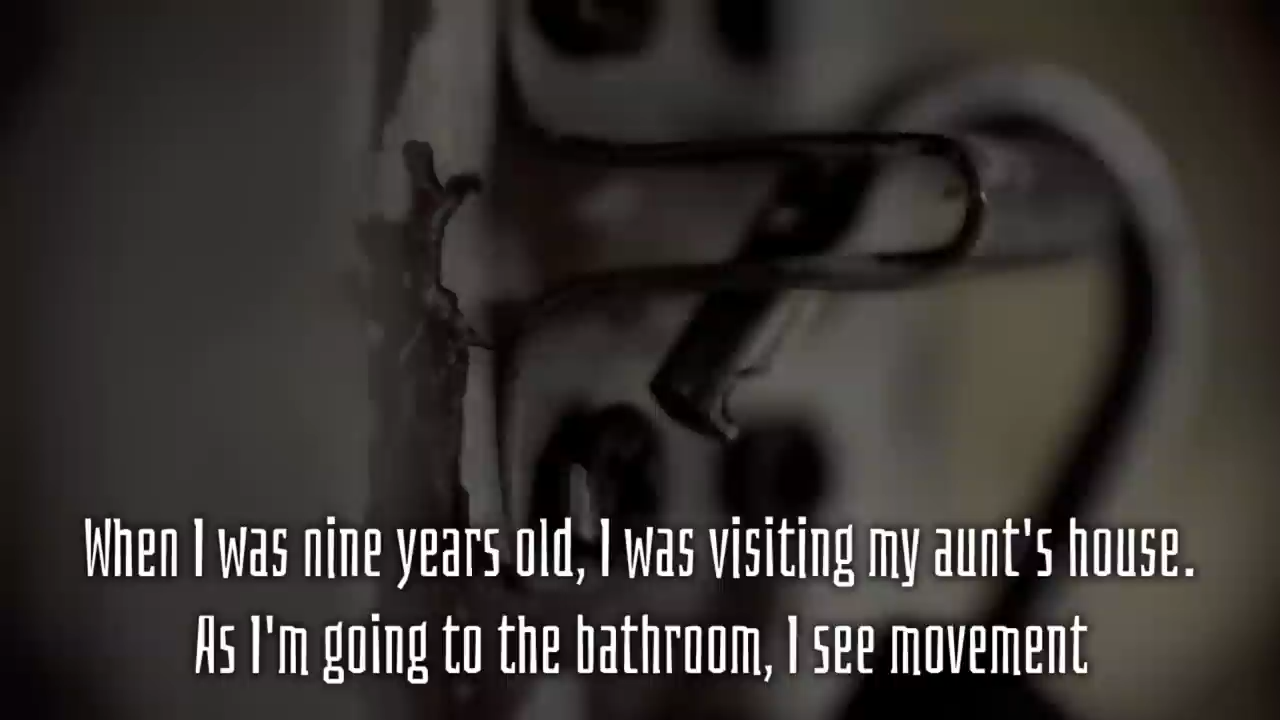 When I was nine years old, I was visiting my aunt's house.
As I'm going to the bathroom, I see movement